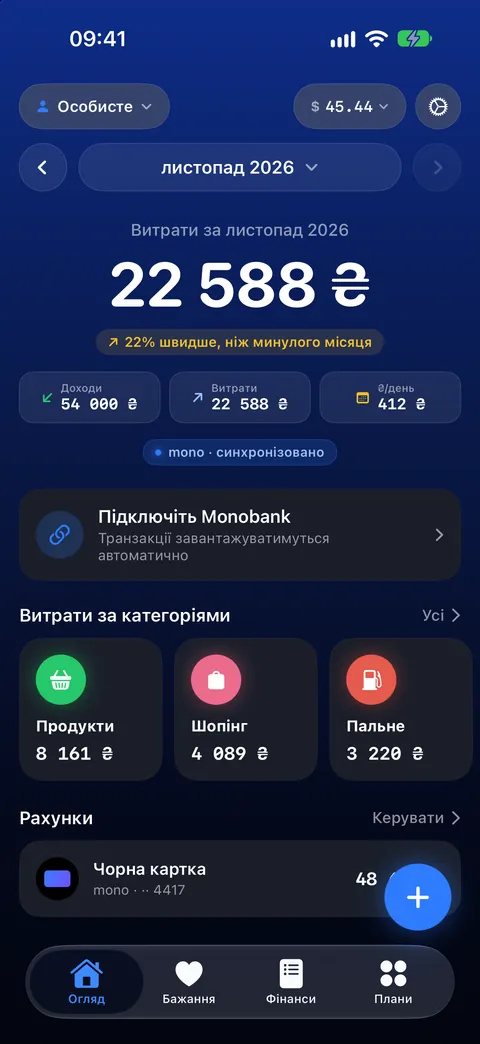 09:41
Особисте
$ 45.44
листопад 2026
Витрати за листопад 2026
22 588 ₴
22% швидше, ніж минулого місяця
Доходи
54 000 ₴
Витрати
22 588 ₴
₴/день
412 ₴
mono · синхронізовано
Підключіть Monobank
Транзакції завантажуватимуться
автоматично
Витрати за категоріями
Усі
Продукти
8 161 ₴
Шопінг
4 089 ₴
Пальне
3 220 ₴
Рахунки
Керувати
Чорна картка
48
mono · ·· 4417
Огляд
Бажання
Фінанси
Плани